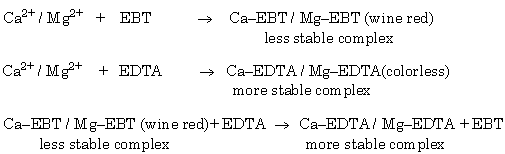 Ca²⁺ / Mg²⁺ + EBT → Ca–EBT / Mg–EBT (wine red)
less stable complex
Ca²⁺ / Mg²⁺ + EDTA → Ca–EDTA / Mg–EDTA(colorless)
more stable complex
Ca–EBT / Mg–EBT (wine red)+EDTA → Ca–EDTA / Mg–EDTA +EBT
less stable complex more stable complex